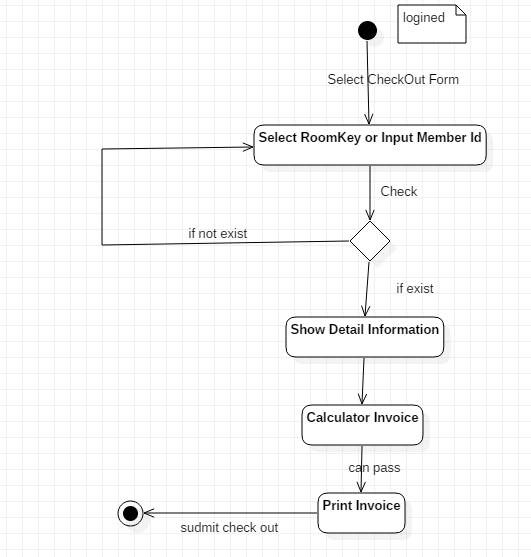 logined
Select CheckOut Form
Select RoomKey or Input Member Id
Check
if not exist
if exist
Show Detail Information
Calculator Invoice
can pass
Print Invoice
sudmit check out